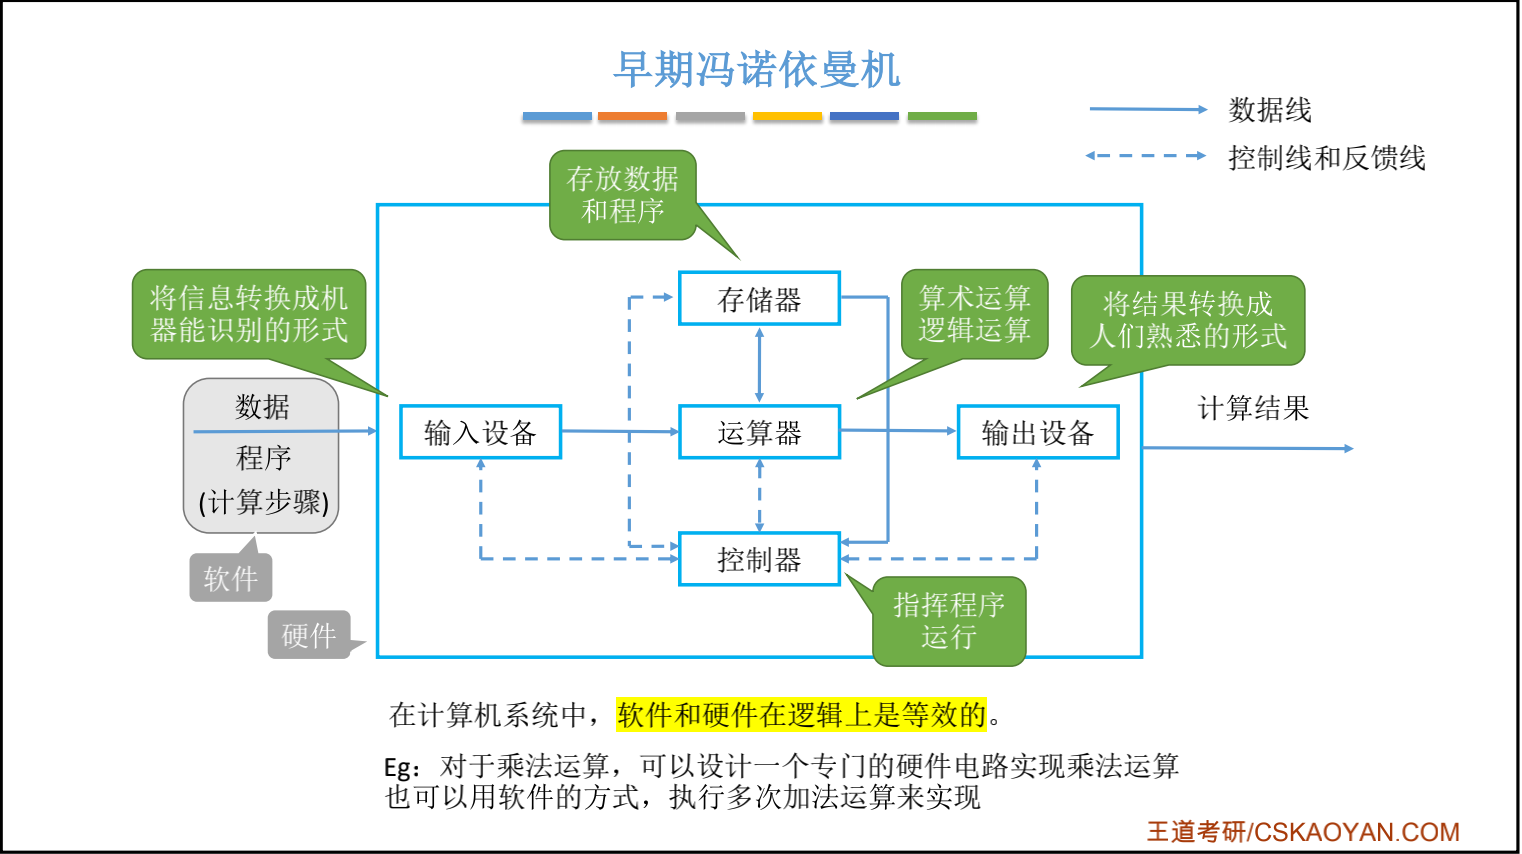 早期冯诺依曼机
数据线
控制线和反馈线
存放数据
和程序
将信息转换成机
器能识别的形式
存储器
算术运算
逻辑运算
将结果转换成
人们熟悉的形式
数据
程序
(计算步骤)
输入设备
运算器
输出设备
计算结果
软件
硬件
控制器
指挥程序
运行
在计算机系统中，软件和硬件在逻辑上是等效的。
Eg：对于乘法运算，可以设计一个专门的硬件电路实现乘法运算
也可以用软件的方式，执行多次加法运算来实现
王道考研/CSKAOYAN.COM